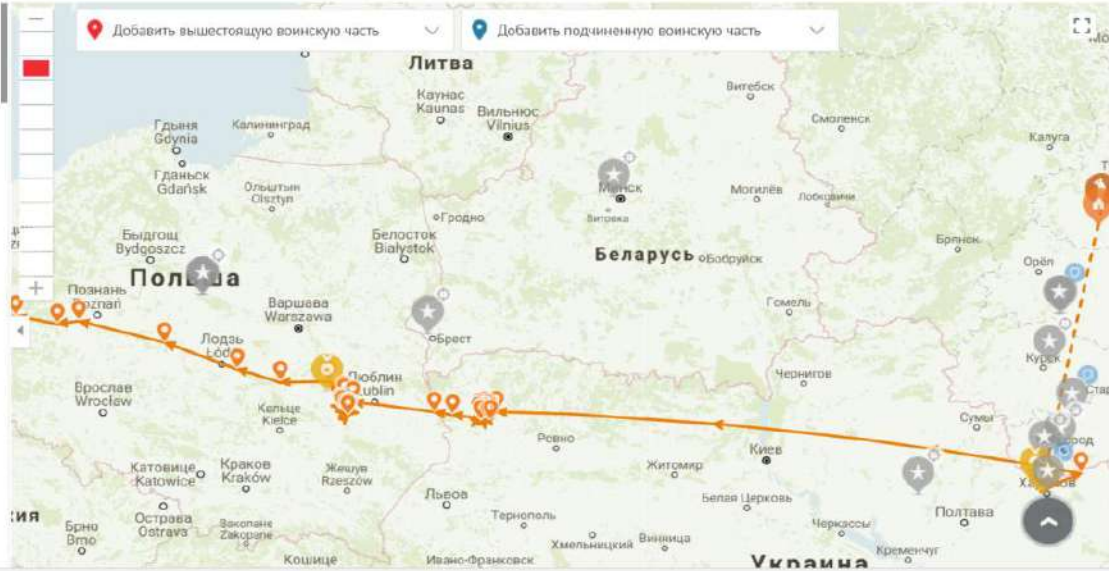 Добавить вышестоящую воинскую часть
Добавить подчиненную воинскую часть
Литва
Каунас
Kaunas
Вильнюс
Vilnius
Витебск
Смоленск
Калуга
Гдыня
Gdynia
Калининград
Гданьск
Gdańsk
Ольштын
Olsztyn
Минск
Могилёв
Лобковичи
Гродно
Витовка
Быдгощ
Bydgoszcz
Белосток
Białystok
Беларусь
Бобруйск
Брянск
Орёл
Польша
Познань
Poznań
Варшава
Warszawa
Гомель
Лодзь
Łódź
Брест
Чернигов
Курск
Люблин
Lublin
Вроцлав
Wrocław
Кельце
Kielce
Ровно
Сумы
Киев
Житомир
Катовице
Katowice
Краков
Kraków
Жешув
Rzeszów
Львов
Белая Церковь
Полтава
Острава
Ostrava
Закопане
Zakopane
Тернополь
Хмельницкий
Винница
Черкассы
Брно
Brno
Кошице
Ивано-Франковск
Украина
Кременчуг